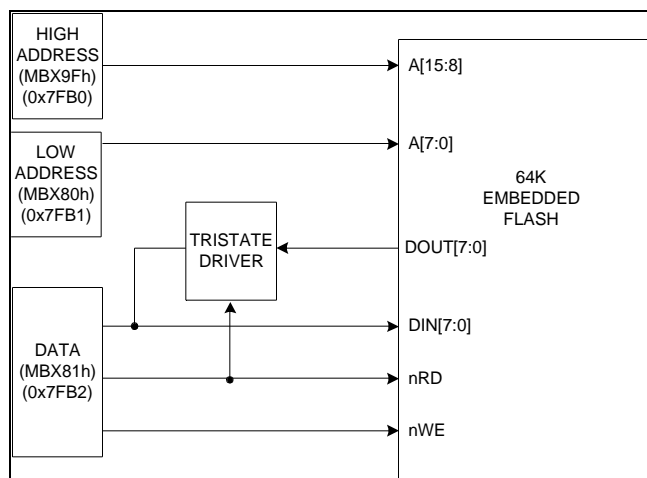 HIGH
ADDRESS
(MBX9Fh)
(0x7FB0)
A[15:8]
LOW
ADDRESS
(MBX80h)
(0x7FB1)
A[7:0]
64K
EMBEDDED
FLASH
TRISTATE
DRIVER
DOUT[7:0]
DATA
(MBX81h)
(0x7FB2)
DIN[7:0]
nRD
nWE